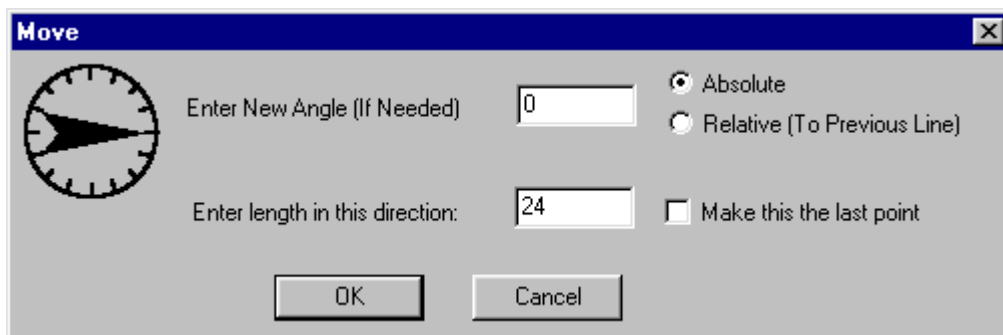 Move
Enter New Angle (If Needed)
0
Absolute
Relative (To Previous Line)
Enter length in this direction:
24
Make this the last point
OK
Cancel